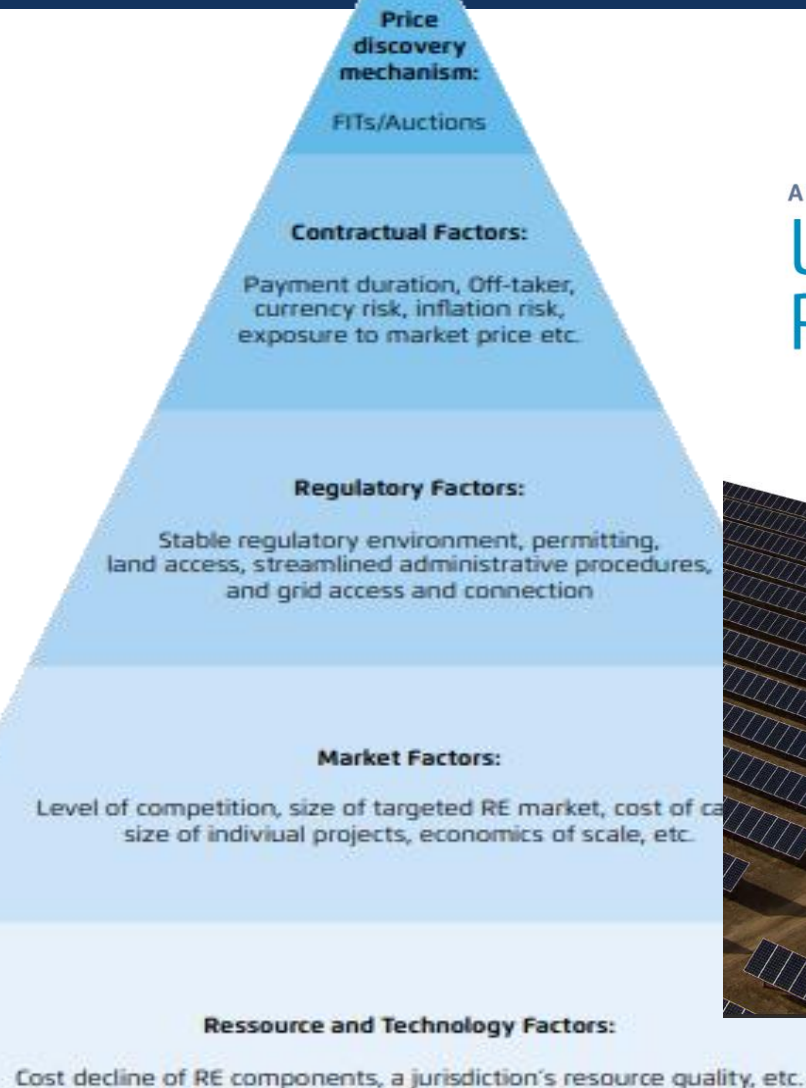 Price
discovery
mechanism:
FITs/Auctions
Contractual Factors:
Payment duration, Off-taker,
currency risk, inflation risk,
exposure to market price etc.
Regulatory Factors:
Stable regulatory environment, permitting,
land access, streamlined administrative procedures,
and grid access and connection
Market Factors:
Level of competition, size of targeted RE market, cost of ca
size of indiviual projects, economics of scale, etc.
Ressource and Technology Factors:
Cost decline of RE components, a jurisdiction's resource quality, etc.
A